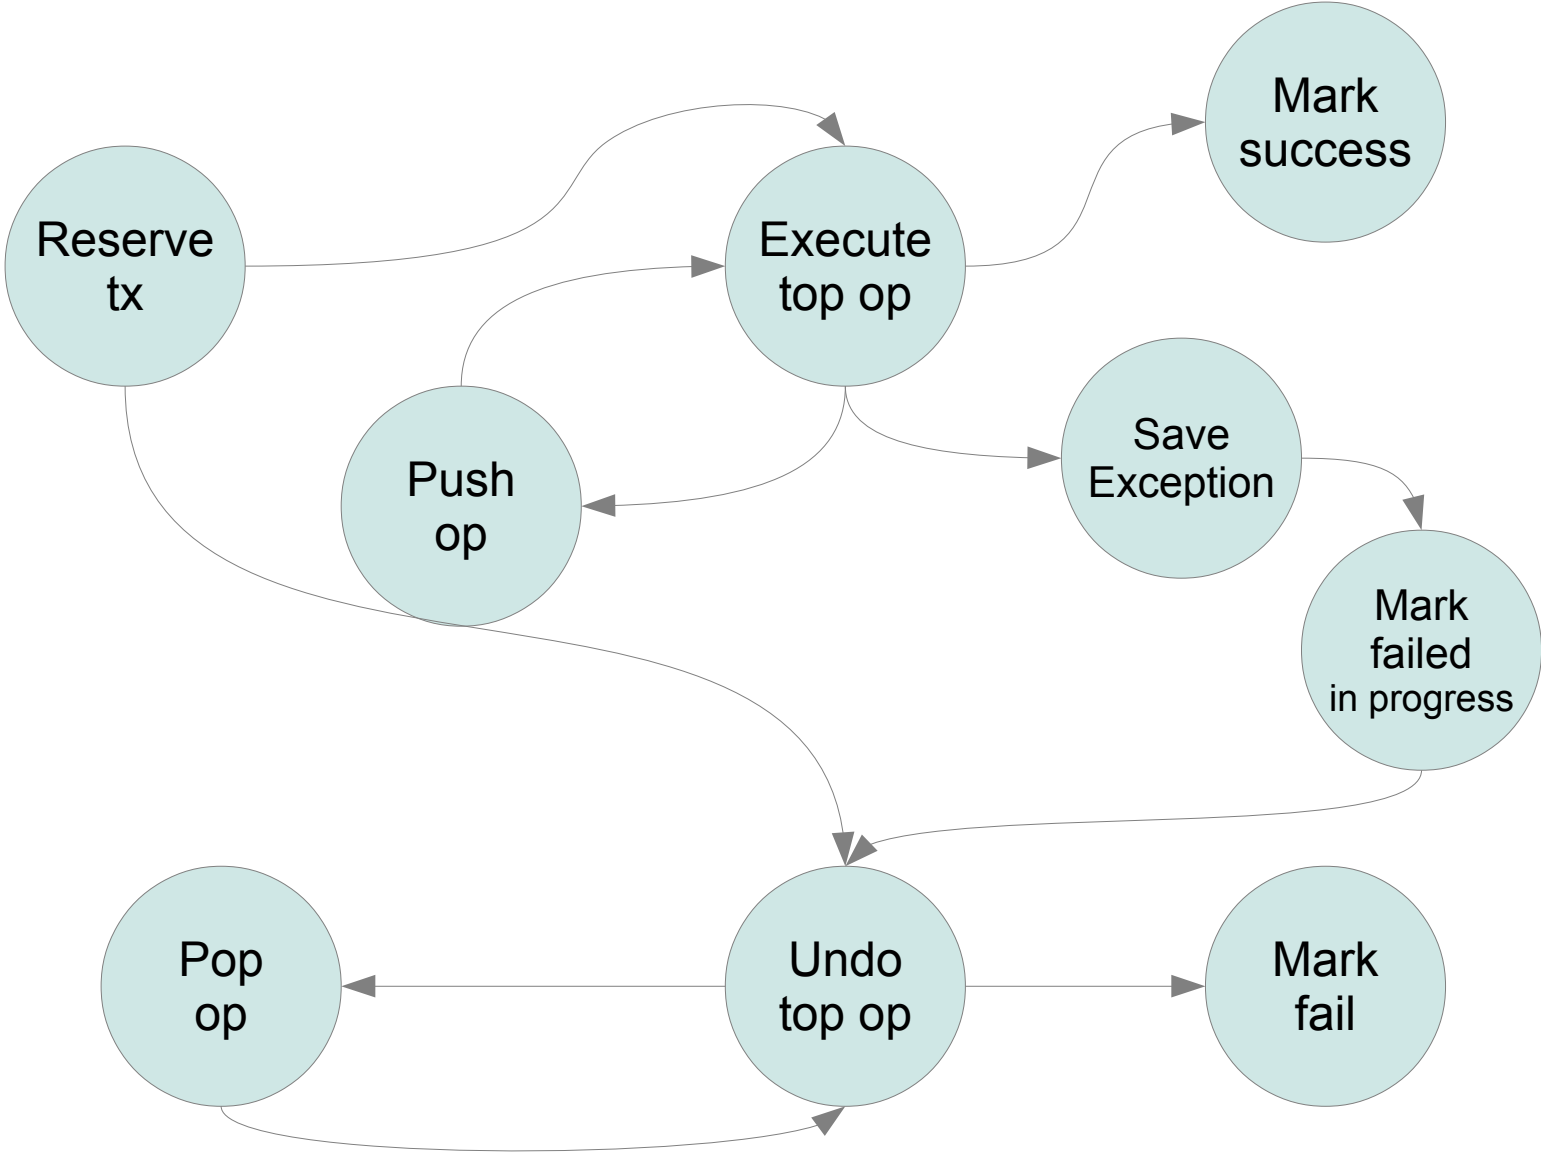 Mark
success
Reserve
tx
Execute
top op
Save
Exception
Push
op
Mark
failed
in progress
Pop
op
Undo
top op
Mark
fail